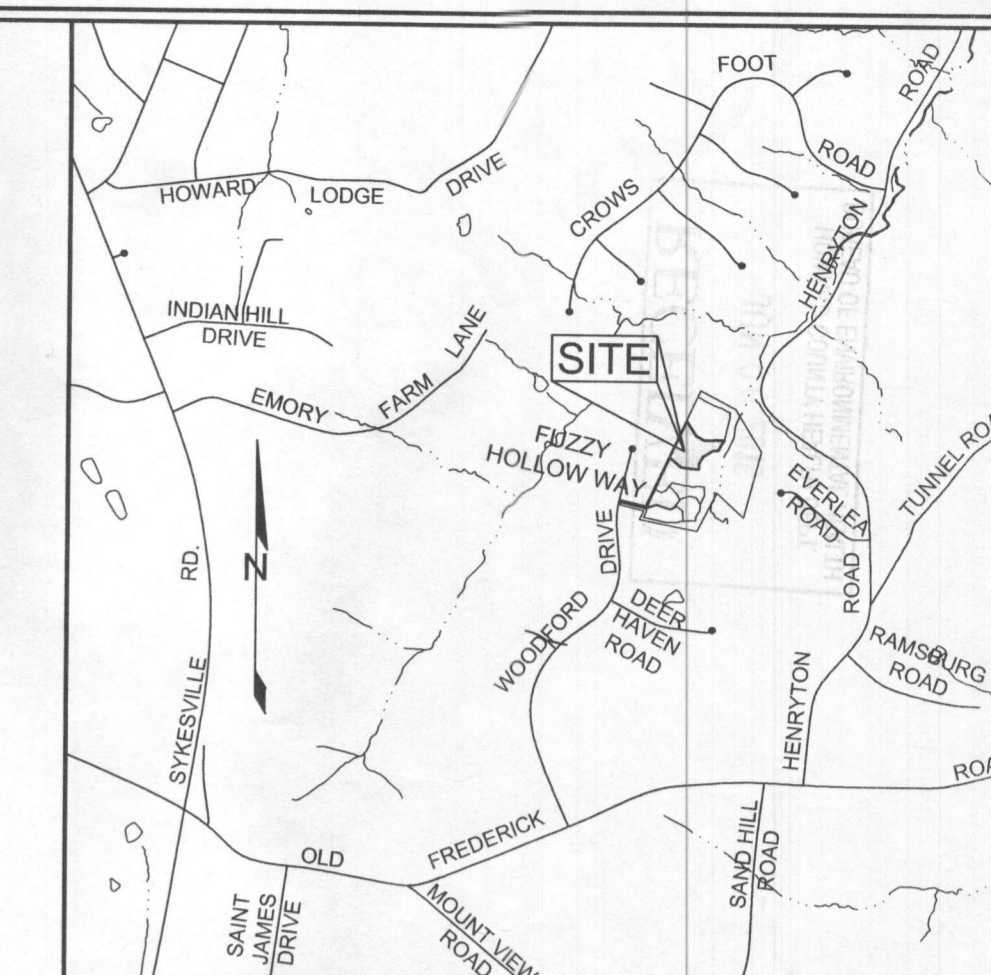 FOOT
ROAD
ROAD
HOWARD LODGE DRIVE
CROWS
HENRYTON
INDIAN HILL
DRIVE
LANE
SITE
EMORY FARM
FUZZY
HOLLOW WAY
EVERLEA
ROAD
TUNNEL
N
RD.
DRIVE
ROAD
DEER
HAVEN
ROAD
WOODFORD
RAMSBURG
ROAD
SYKESVILLE
HENRYTON
OLD FREDERICK
SAND HILL
ROAD
SAINT
JAMES
DRIVE
MOUNT VIEW
ROAD